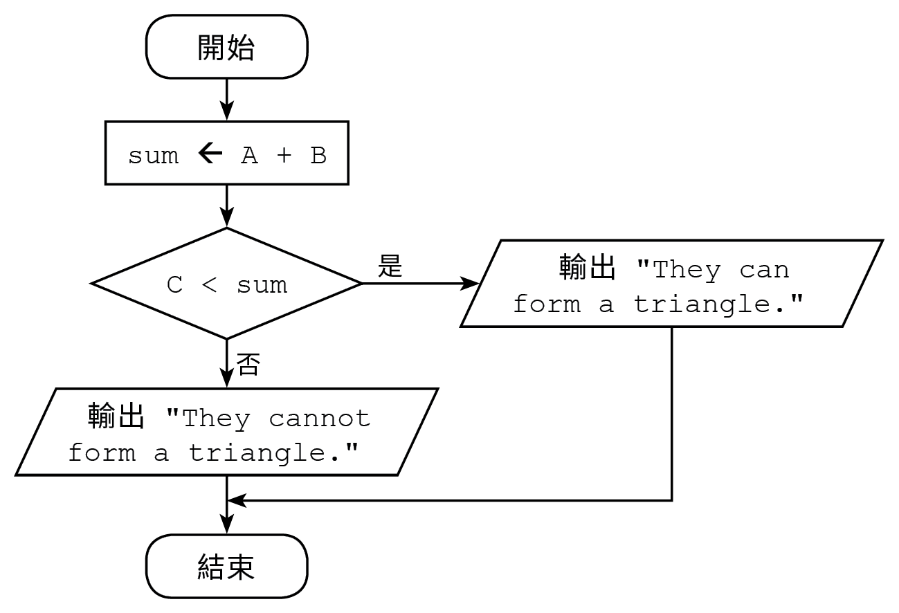 開始
sum ← A + B
C < sum
是
輸出 "They can
form a triangle."
否
輸出 "They cannot
form a triangle."
結束